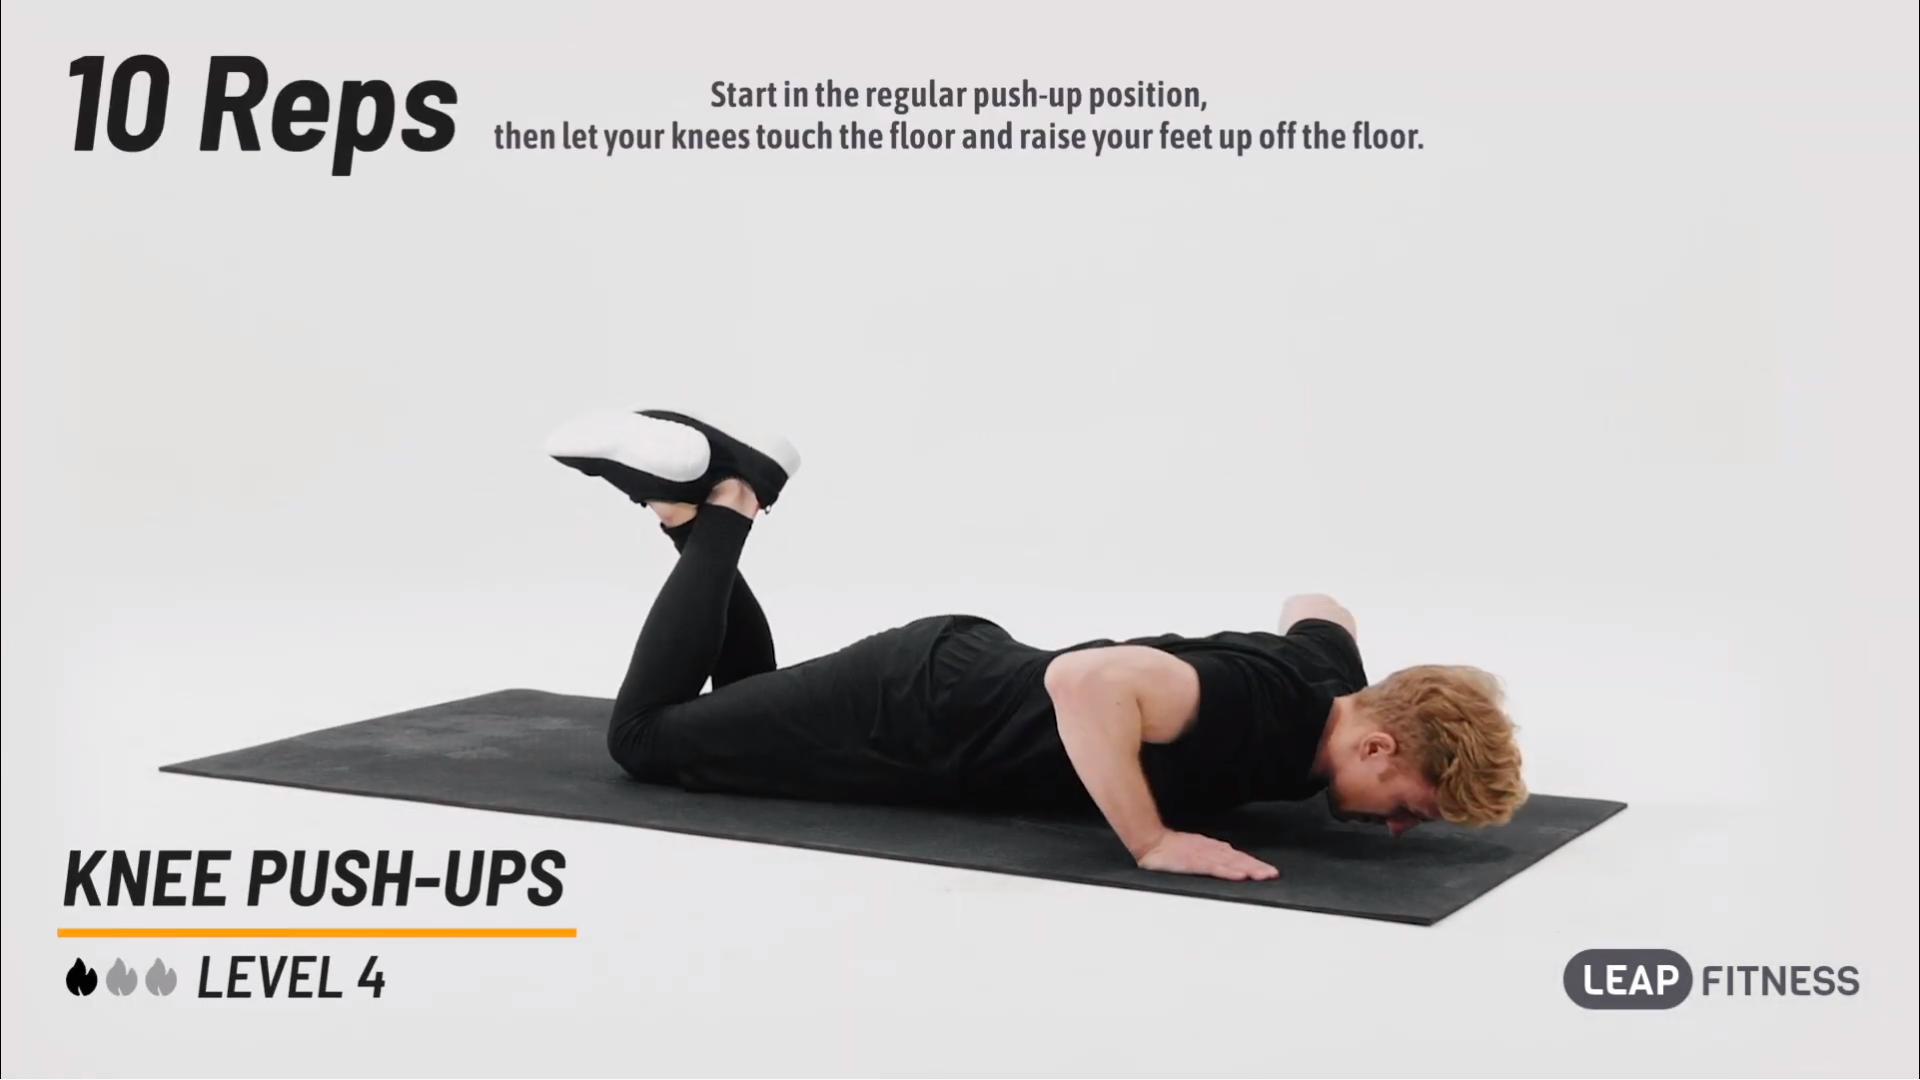 10 Reps
Start in the regular push-up position,
then let your knees touch the floor and raise your feet up off the floor.
KNEE PUSH-UPS
LEVEL 4
LEAP FITNESS